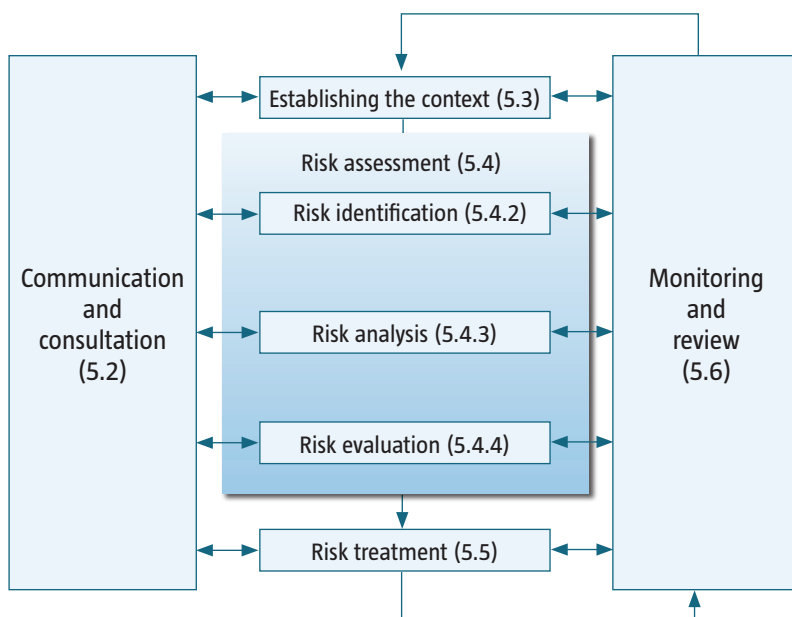 Establishing the context (5.3)
Risk assessment (5.4)
Risk identification (5.4.2)
Communication
and
consultation
(5.2)
Risk analysis (5.4.3)
Monitoring
and
review
(5.6)
Risk evaluation (5.4.4)
Risk treatment (5.5)